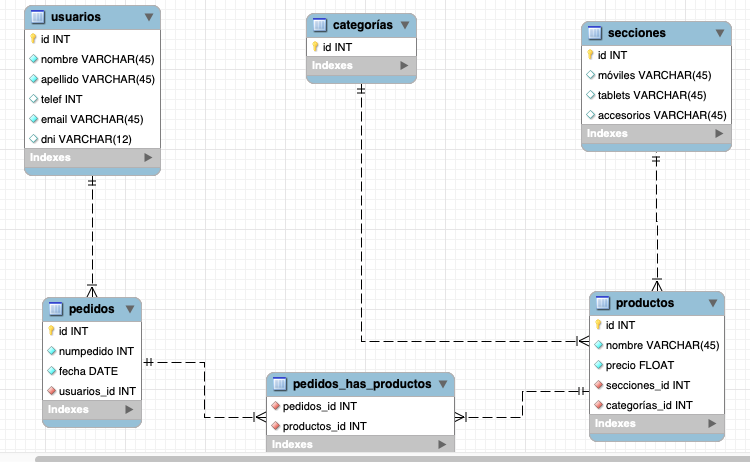 usuarios
id INT
nombre VARCHAR(45)
apellido VARCHAR(45)
telef INT
email VARCHAR(45)
dni VARCHAR(12)
Indexes
categorías
id INT
Indexes
secciones
id INT
móviles VARCHAR(45)
tablets VARCHAR(45)
accesorios VARCHAR(45)
Indexes
pedidos
id INT
numpedido INT
fecha DATE
usuarios_id INT
Indexes
pedidos_has_productos
pedidos_id INT
productos_id INT
Indexes
productos
id INT
nombre VARCHAR(45)
precio FLOAT
secciones_id INT
categorías_id INT
Indexes